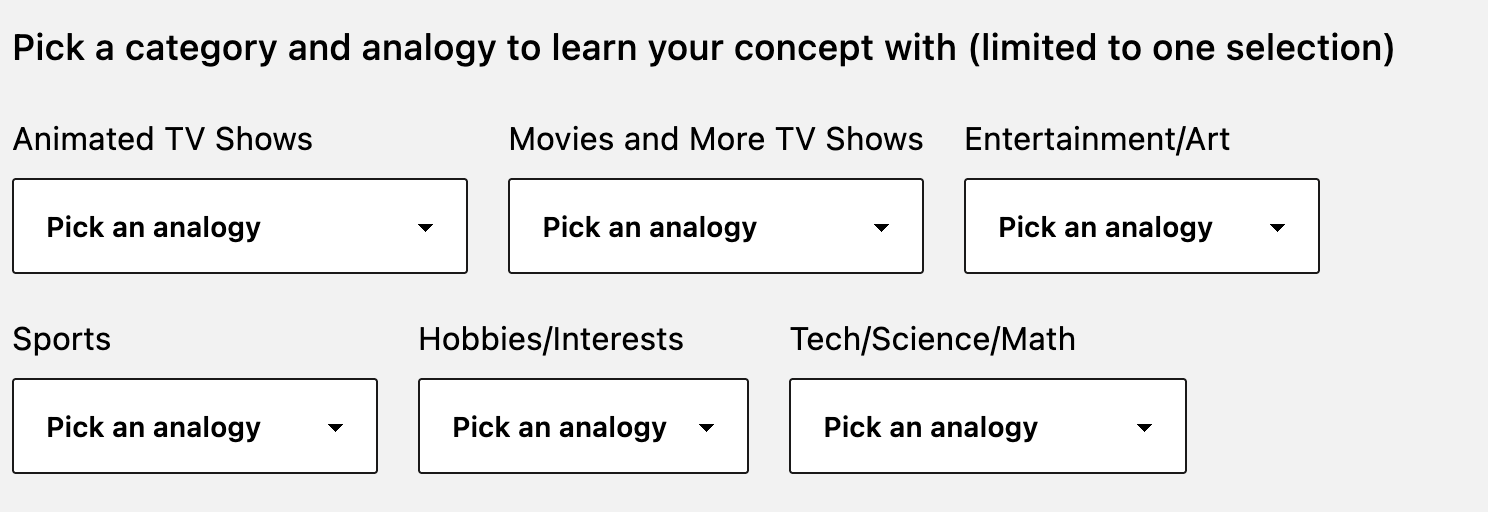 Pick a category and analogy to learn your concept with (limited to one selection)
Animated TV Shows
Movies and More TV Shows
Entertainment/Art
Pick an analogy
Pick an analogy
Pick an analogy
Sports
Hobbies/Interests
Tech/Science/Math
Pick an analogy
Pick an analogy
Pick an analogy